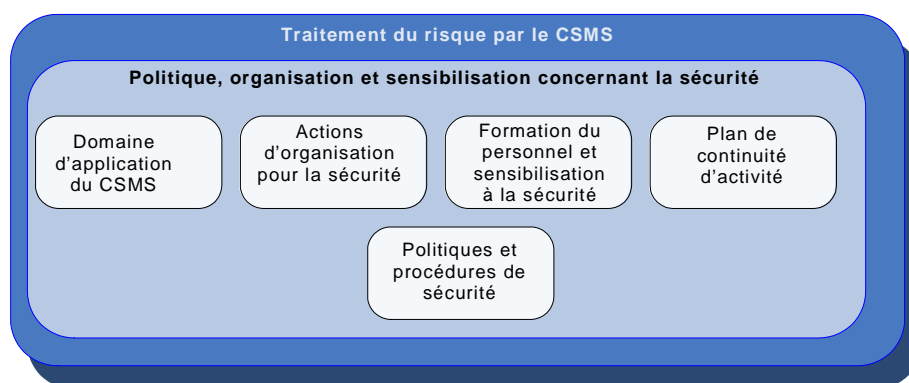 Traitement du risque par le CSMS
Politique, organisation et sensibilisation concernant la sécurité
Domaine
d'application
du CSMS
Actions
d'organisation
pour la sécurité
Formation du
personnel et
sensibilisation
à la sécurité
Plan de
continuité
d'activité
Politiques et
procédures de
sécurité